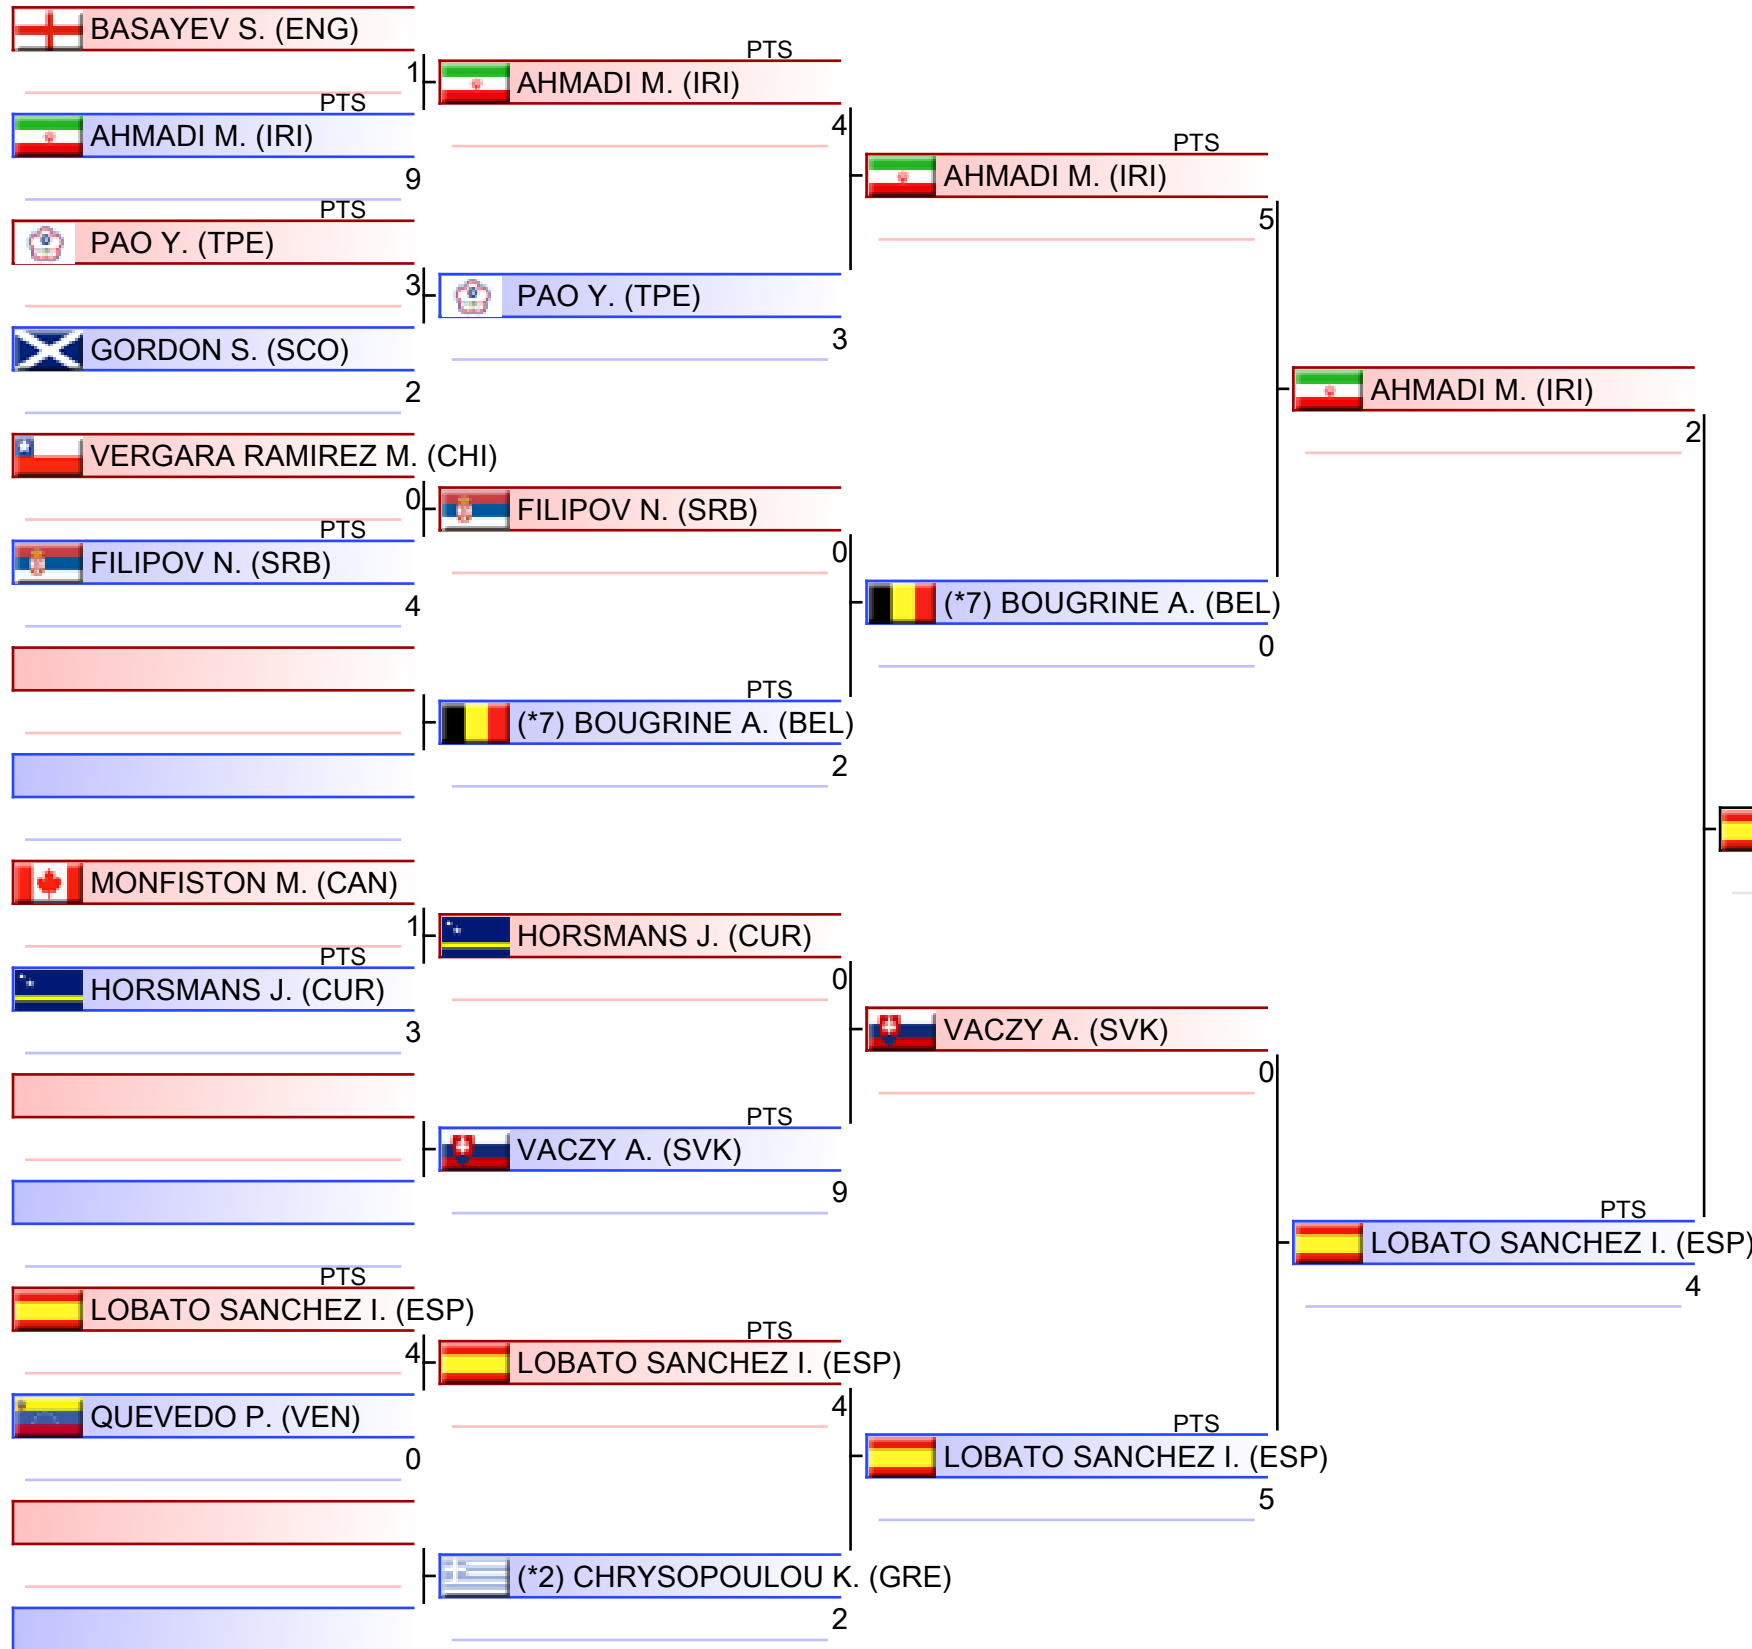 BASAYEV S. (ENG)
1
PTS
AHMADI M. (IRI)
9
PTS
PAO Y. (TPE)
3
GORDON S. (SCO)
2
VERGARA RAMIREZ M. (CHI)
0
PTS
FILIPOV N. (SRB)
4
MONFISTON M. (CAN)
1
PTS
HORSMANS J. (CUR)
3
PTS
LOBATO SANCHEZ I. (ESP)
4
QUEVEDO P. (VEN)
0
PTS
AHMADI M. (IRI)
4
PAO Y. (TPE)
3
FILIPOV N. (SRB)
0
PTS
(*7) BOUGRINE A. (BEL)
2
HORSMANS J. (CUR)
0
PTS
VACZY A. (SVK)
9
PTS
LOBATO SANCHEZ I. (ESP)
4
(*2) CHRYSOPOULOU K. (GRE)
2
PTS
AHMADI M. (IRI)
5
(*7) BOUGRINE A. (BEL)
0
VACZY A. (SVK)
0
PTS
LOBATO SANCHEZ I. (ESP)
5
AHMADI M. (IRI)
2
PTS
LOBATO SANCHEZ I. (ESP)
4